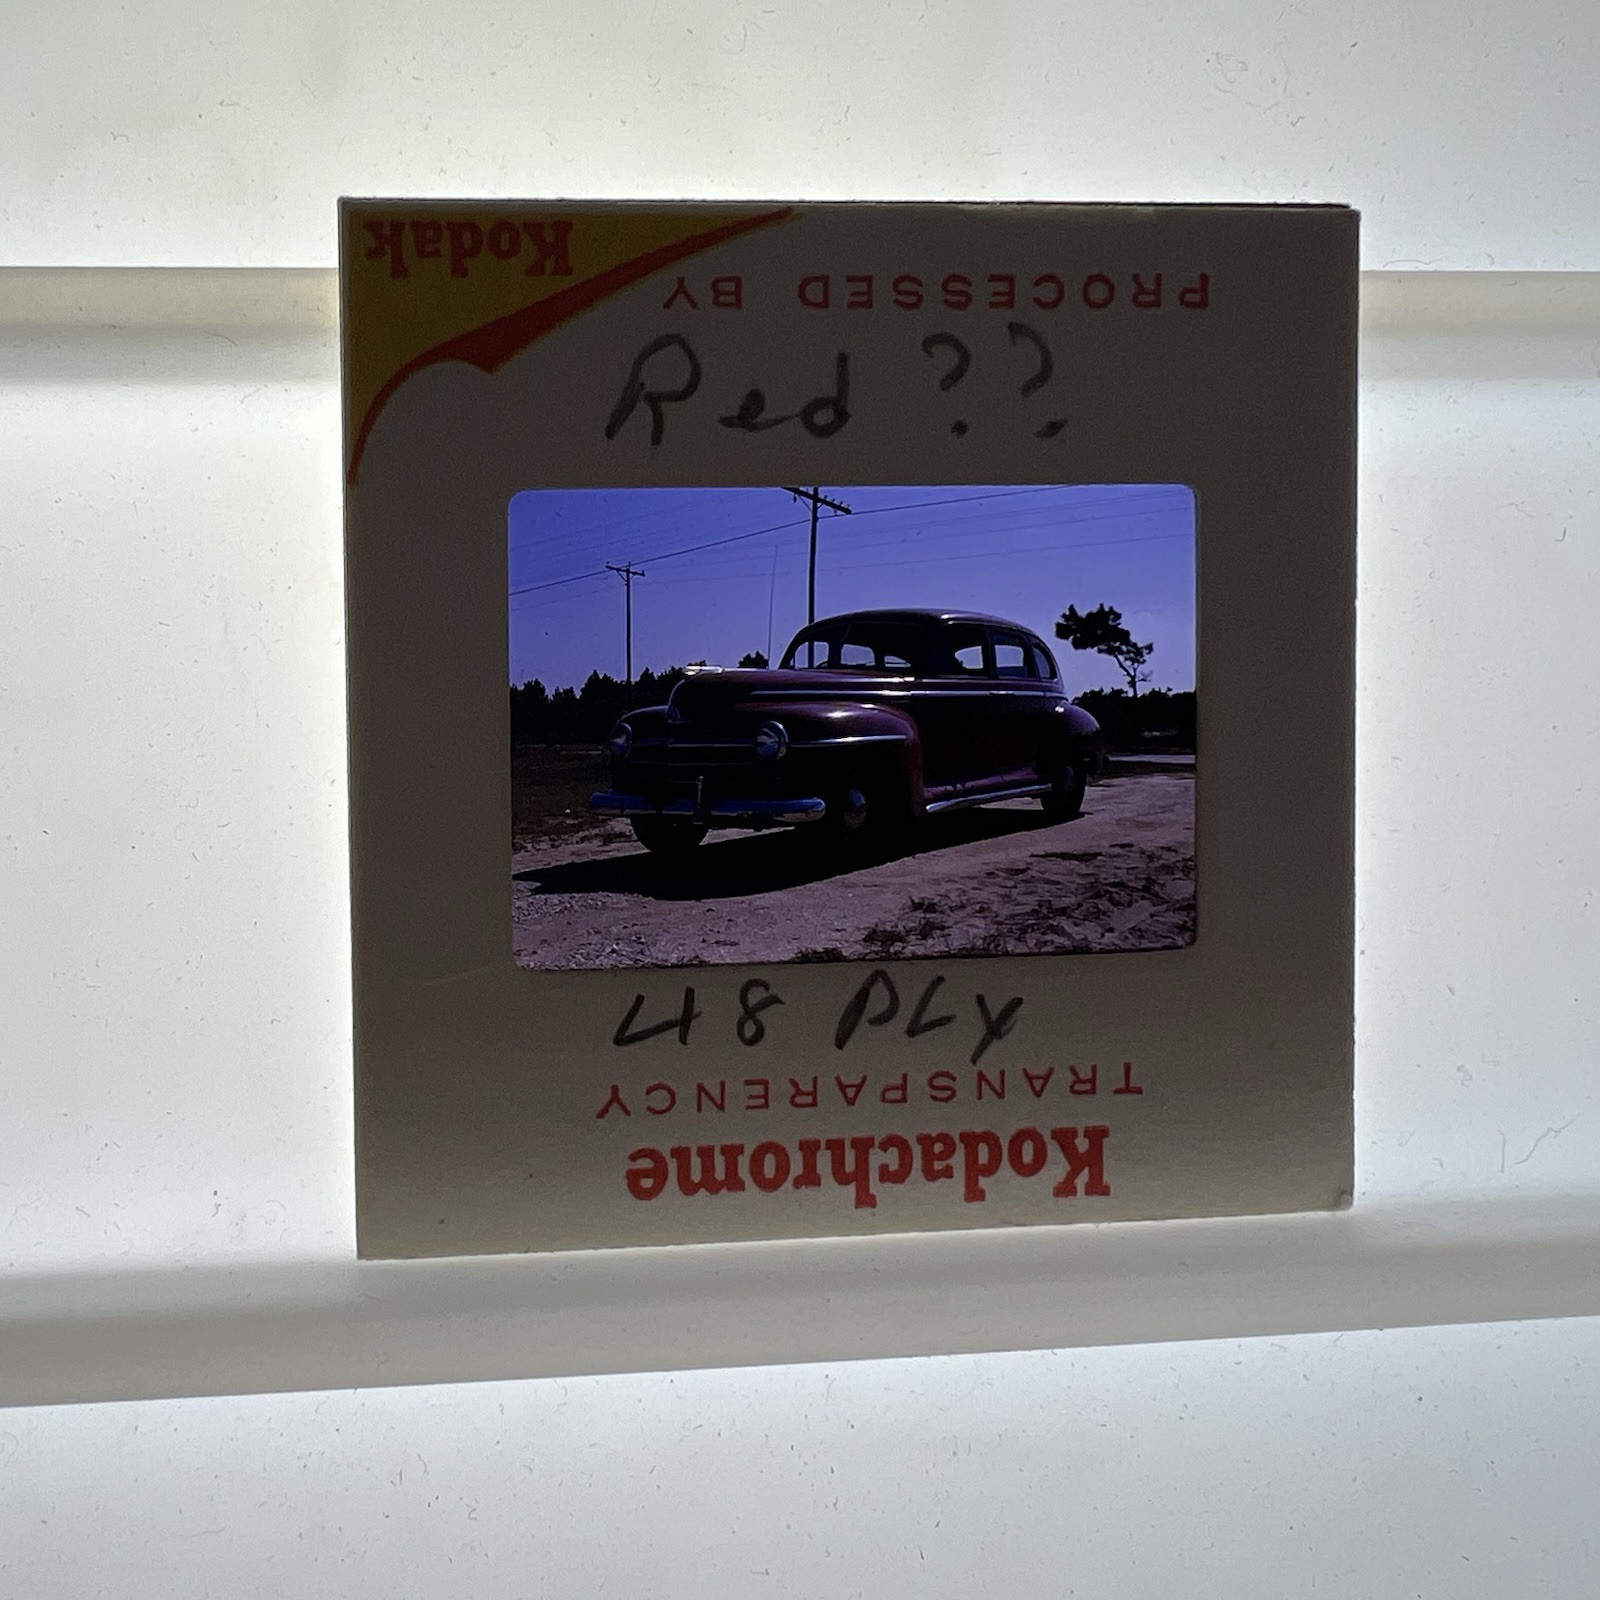 Kodak
PROCESSED BY
Red ??
48 PLY
TRANSPARENCY
Kodachrome